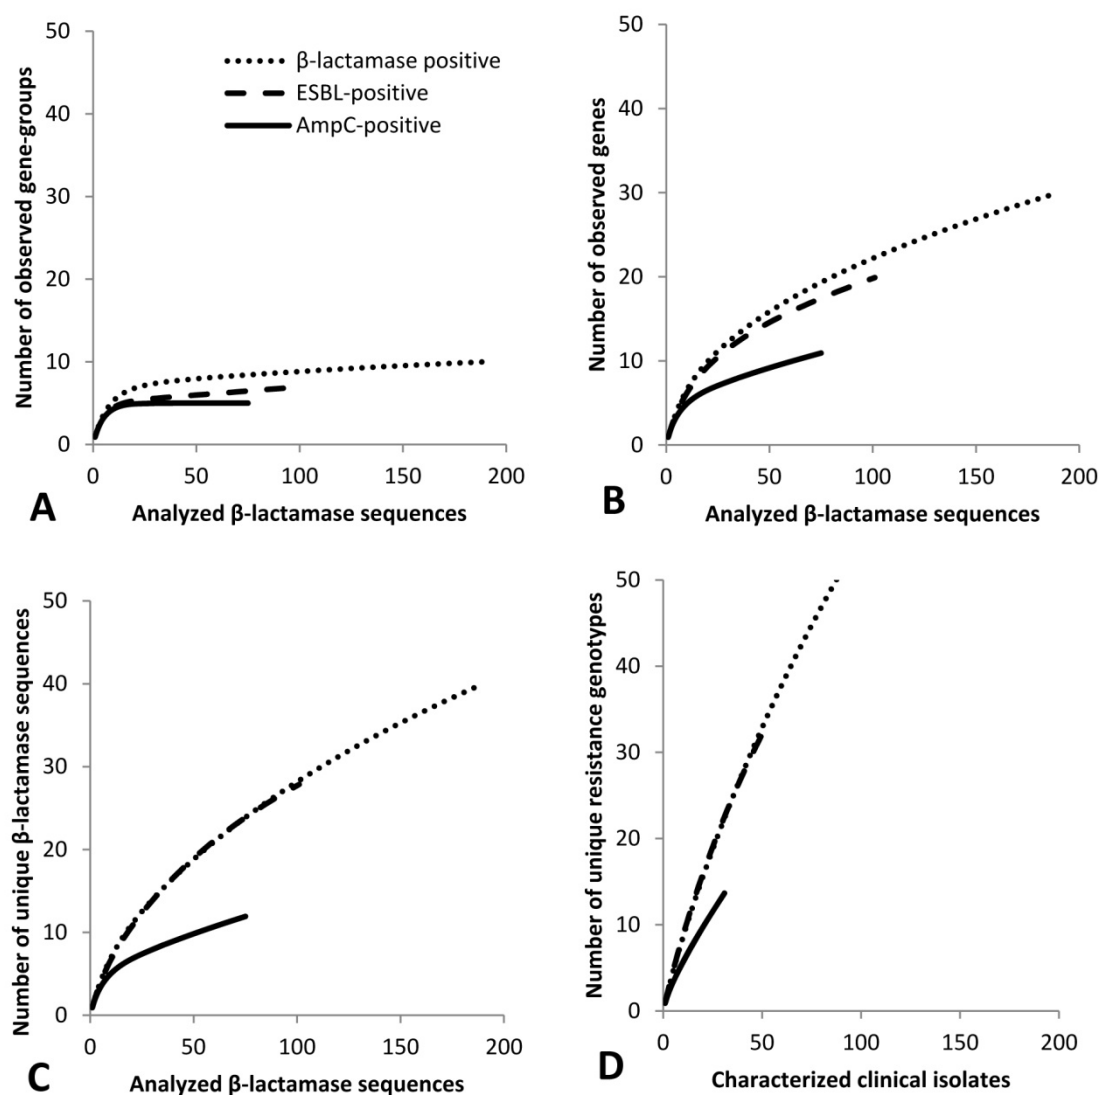 50
40
30
20
10
0
Number of observed gene-groups
β-lactamase positive
ESBL-positive
AmpC-positive
0 50 100 150 200
A
Analyzed β-lactamase sequences
50
40
30
20
10
0
Number of observed genes
0 50 100 150 200
B
Analyzed β-lactamase sequences
50
40
30
20
10
0
Number of unique β-lactamase sequences
0 50 100 150 200
C
Analyzed β-lactamase sequences
50
40
30
20
10
0
Number of unique resistance genotypes
0 50 100 150 200
D
Characterized clinical isolates